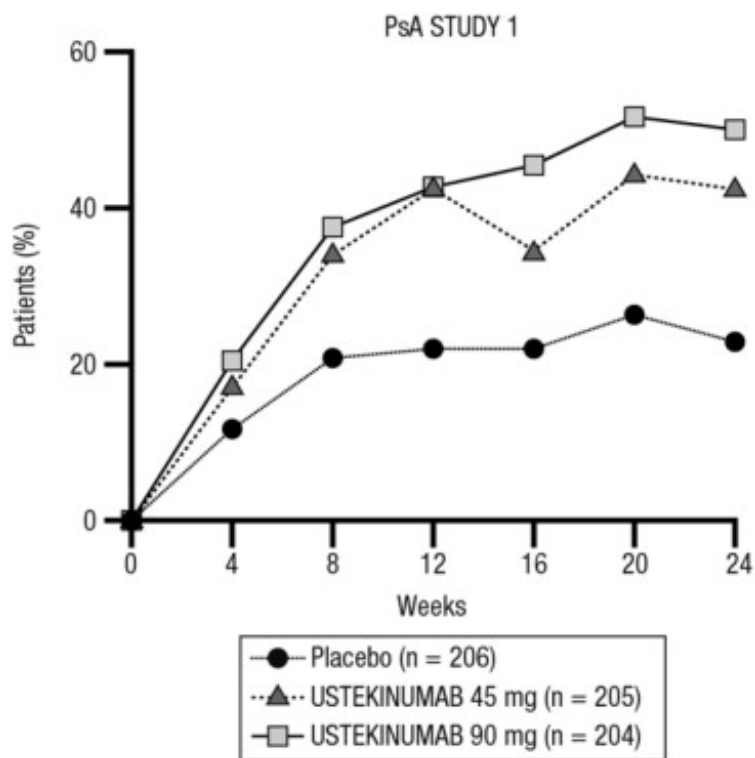 PsA STUDY 1
60
40
20
0
Patients (%)
0 4 8 12 16 20 24
Weeks
Placebo (n = 206)
USTEKINUMAB 45 mg (n = 205)
USTEKINUMAB 90 mg (n = 204)